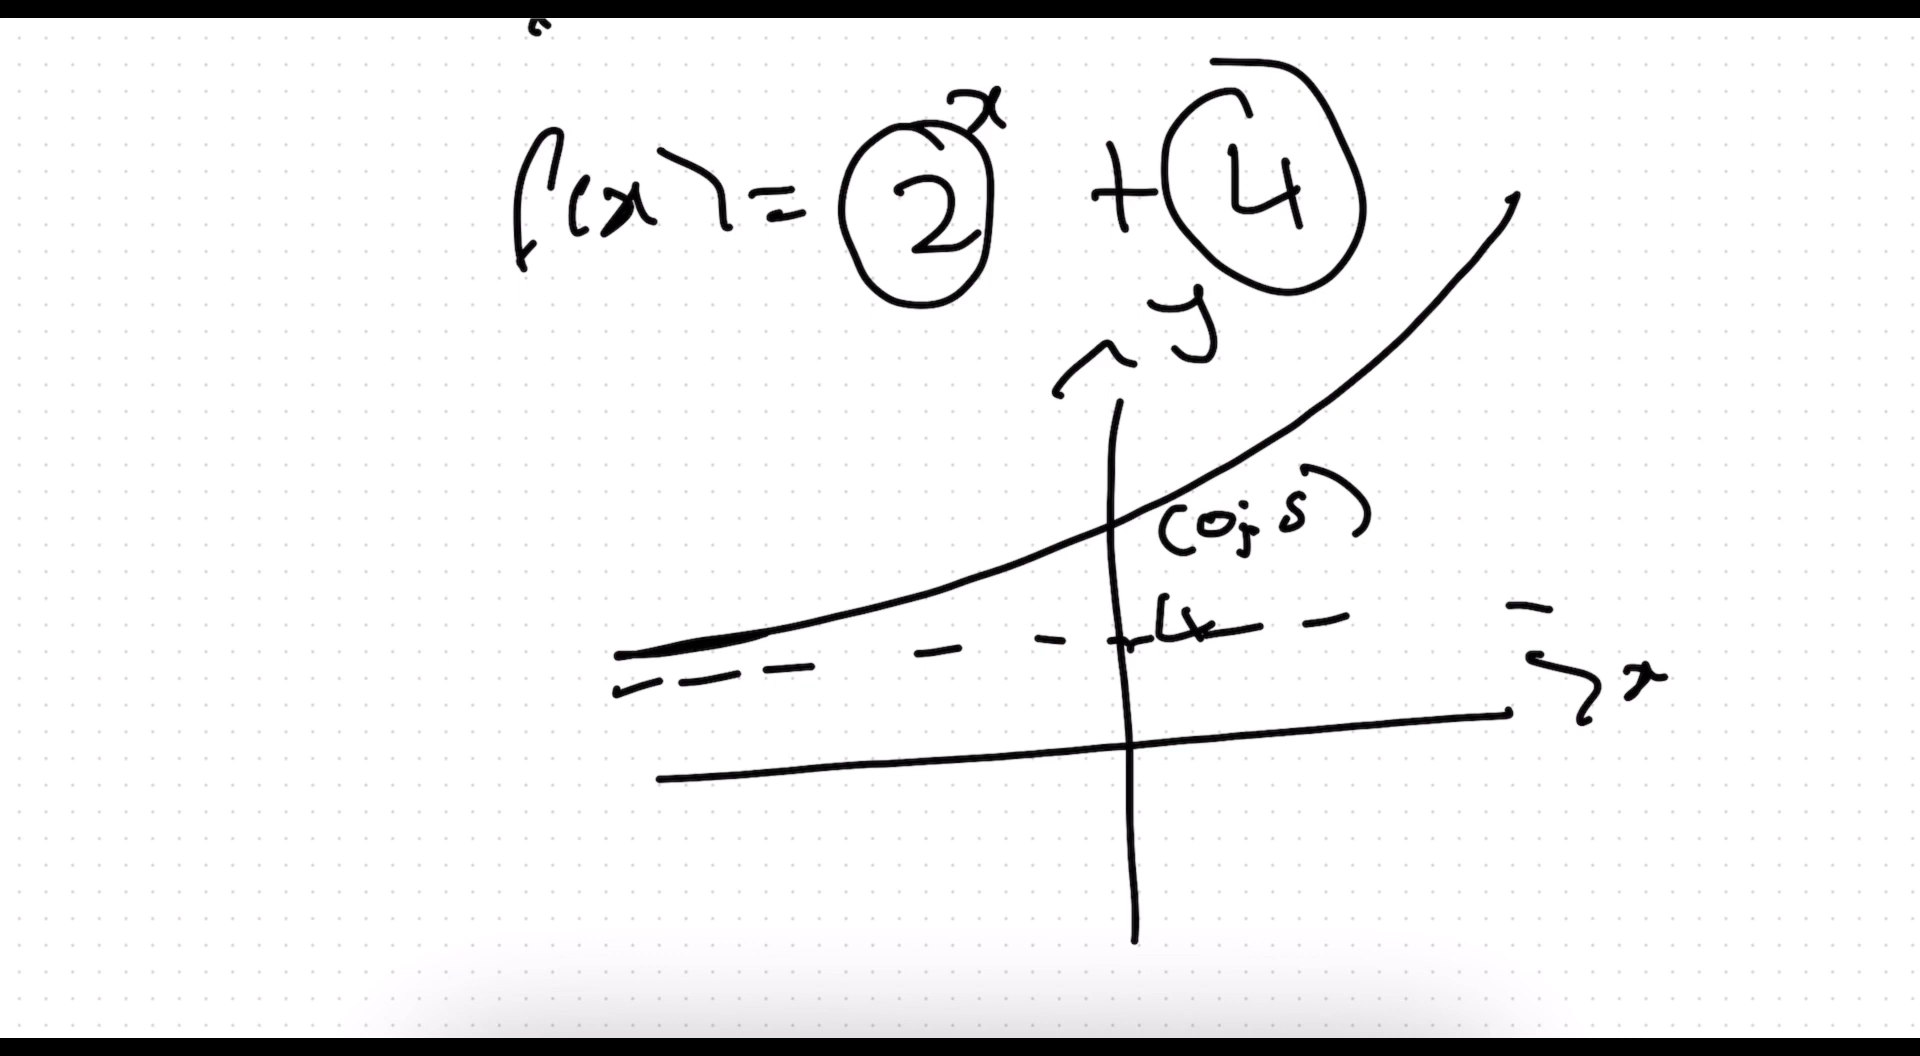 f(x) = 2^x + 4
y
(0;5)
4
x